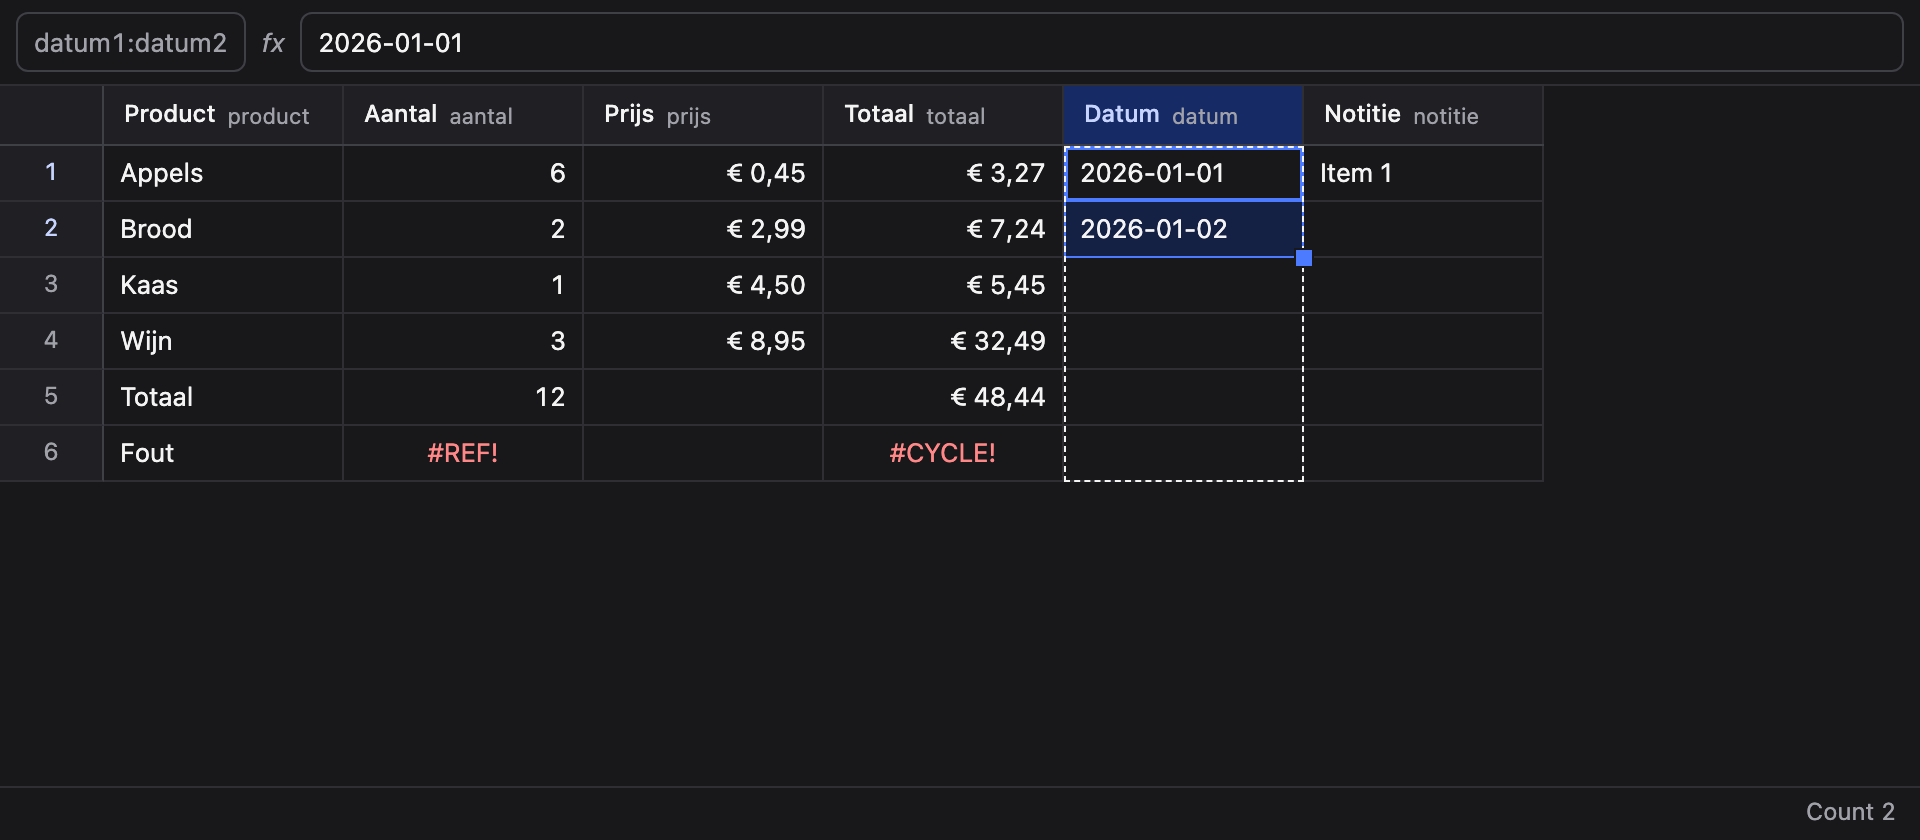 datum1:datum2 fx 2026-01-01
Product product Aantal aantal Prijs prijs Totaal totaal Datum datum Notitie notitie
1 Appels 6 € 0,45 € 3,27 2026-01-01 Item 1
2 Brood 2 € 2,99 € 7,24 2026-01-02
3 Kaas 1 € 4,50 € 5,45
4 Wijn 3 € 8,95 € 32,49
5 Totaal 12 € 48,44
6 Fout #REF! #CYCLE!
Count 2